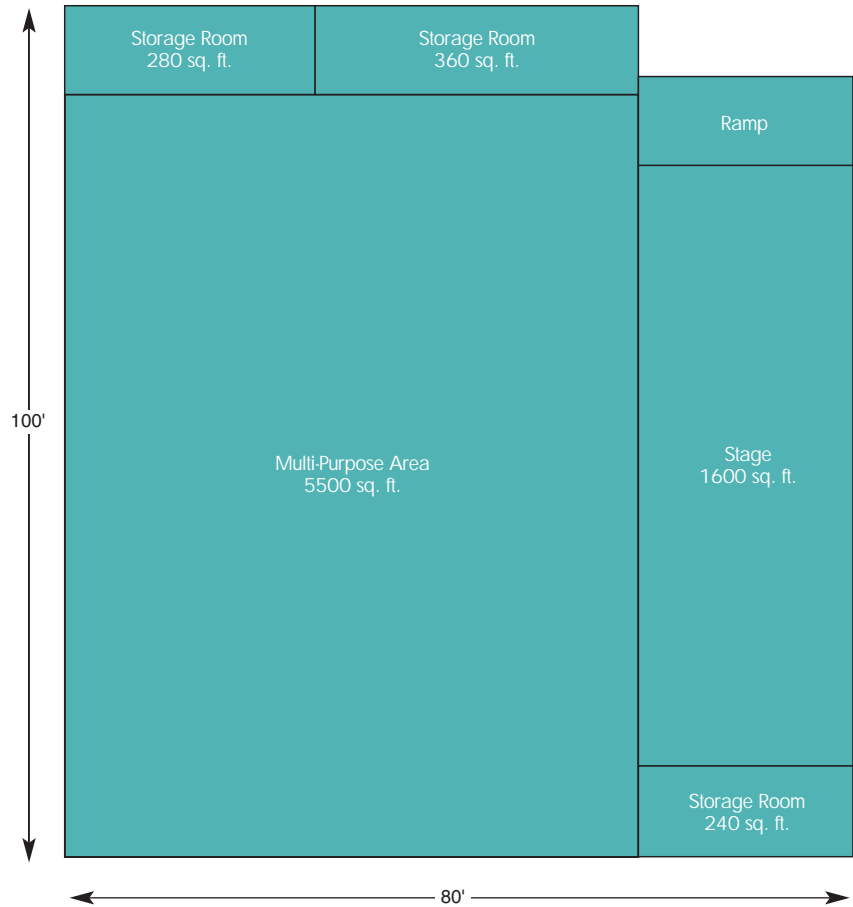 Storage Room
280 sq. ft.
Storage Room
360 sq. ft.
Ramp
100'
Multi-Purpose Area
5500 sq. ft.
Stage
1600 sq. ft.
Storage Room
240 sq. ft.
80'